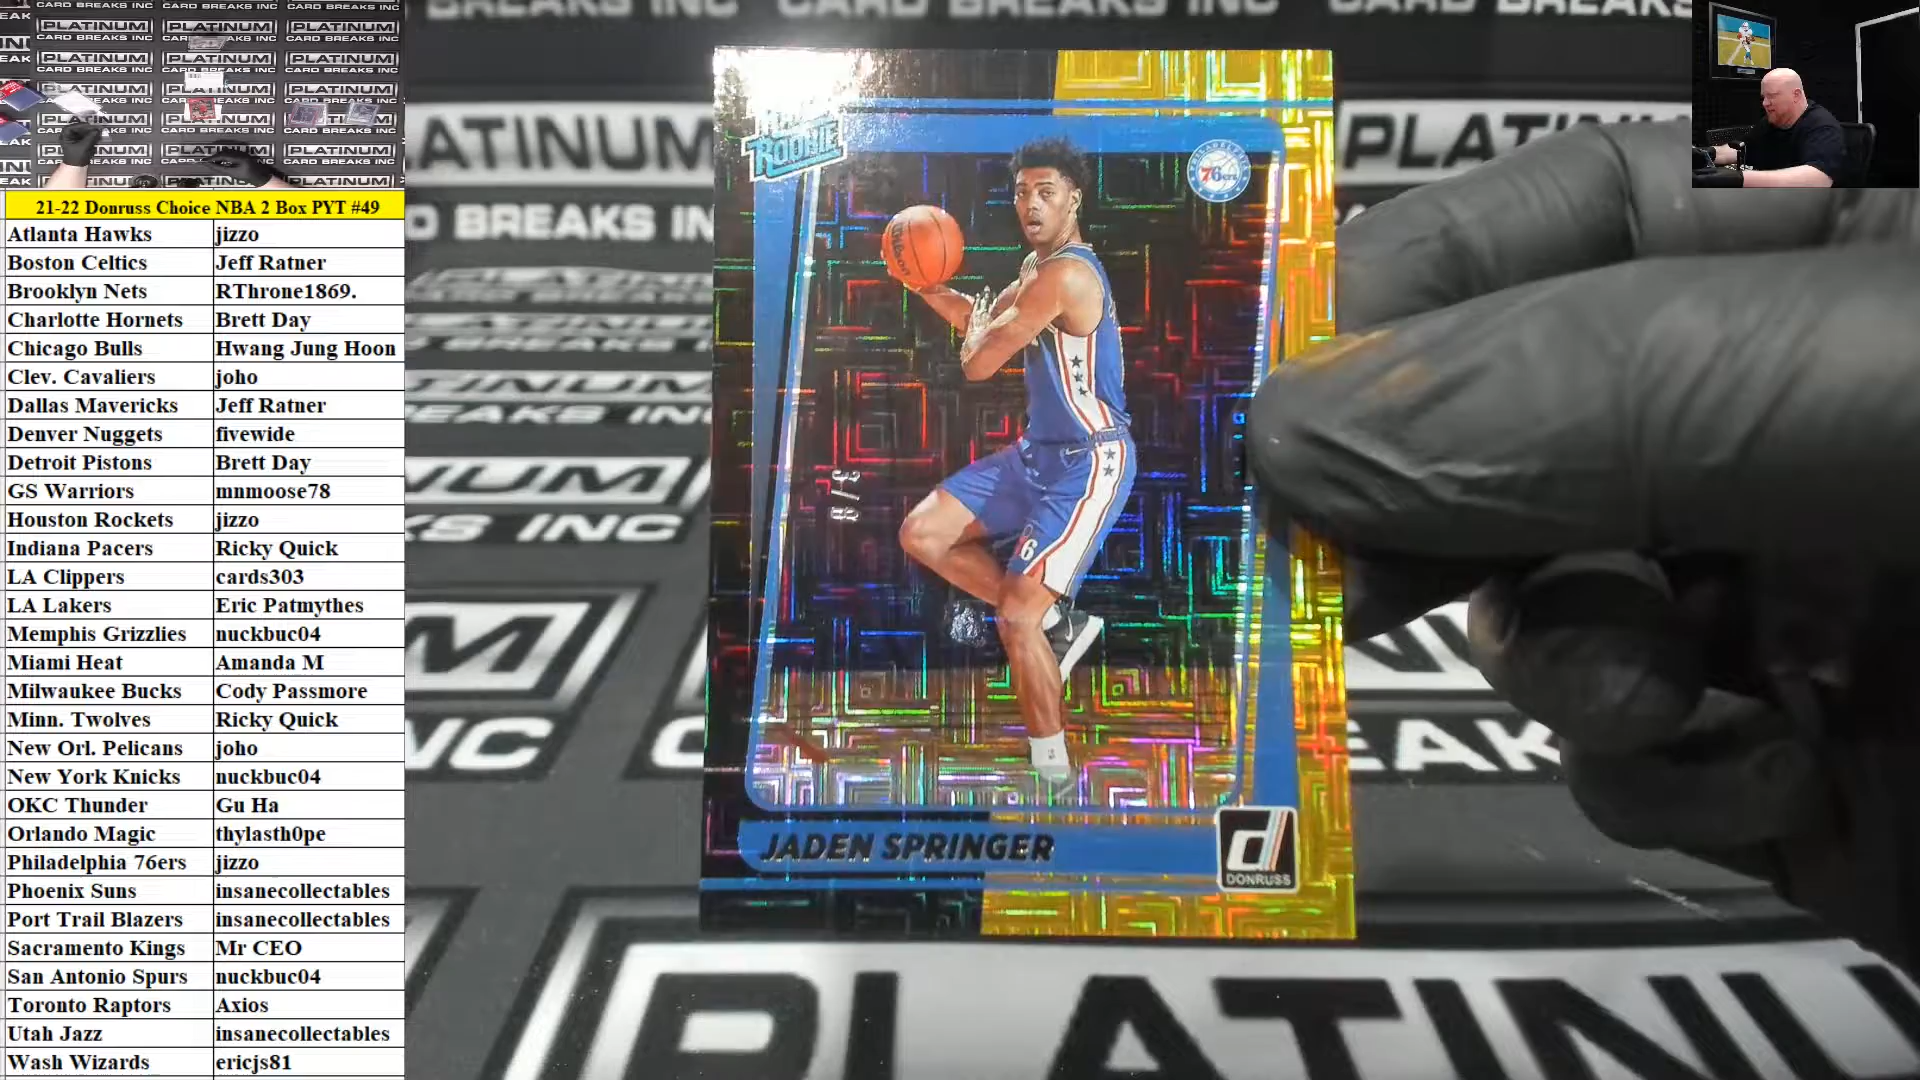 21-22 Donruss Choice NBA 2 Box PYT #49
Atlanta Hawks jizzo
Boston Celtics Jeff Ratner
Brooklyn Nets RThrone1869.
Charlotte Hornets Brett Day
Chicago Bulls Hwang Jung Hoon
Clev. Cavaliers joho
Dallas Mavericks Jeff Ratner
Denver Nuggets fivewide
Detroit Pistons Brett Day
GS Warriors mnmoose78
Houston Rockets jizzo
Indiana Pacers Ricky Quick
LA Clippers cards303
LA Lakers Eric Patmythes
Memphis Grizzlies nuckbuc04
Miami Heat Amanda M
Milwaukee Bucks Cody Passmore
Minn. Twolves Ricky Quick
New Orl. Pelicans joho
New York Knicks nuckbuc04
OKC Thunder Gu Ha
Orlando Magic thylasth0pe
Philadelphia 76ers jizzo
Phoenix Suns insanecollectables
Port Trail Blazers insanecollectables
Sacramento Kings Mr CEO
San Antonio Spurs nuckbuc04
Toronto Raptors Axios
Utah Jazz insanecollectables
Wash Wizards ericjs81
ROOKIE
PHILADELPHIA
76ers
Wilson
3/8
JADEN SPRINGER
d
DONRUSS
PLATINUM
CARD BREAKS INC